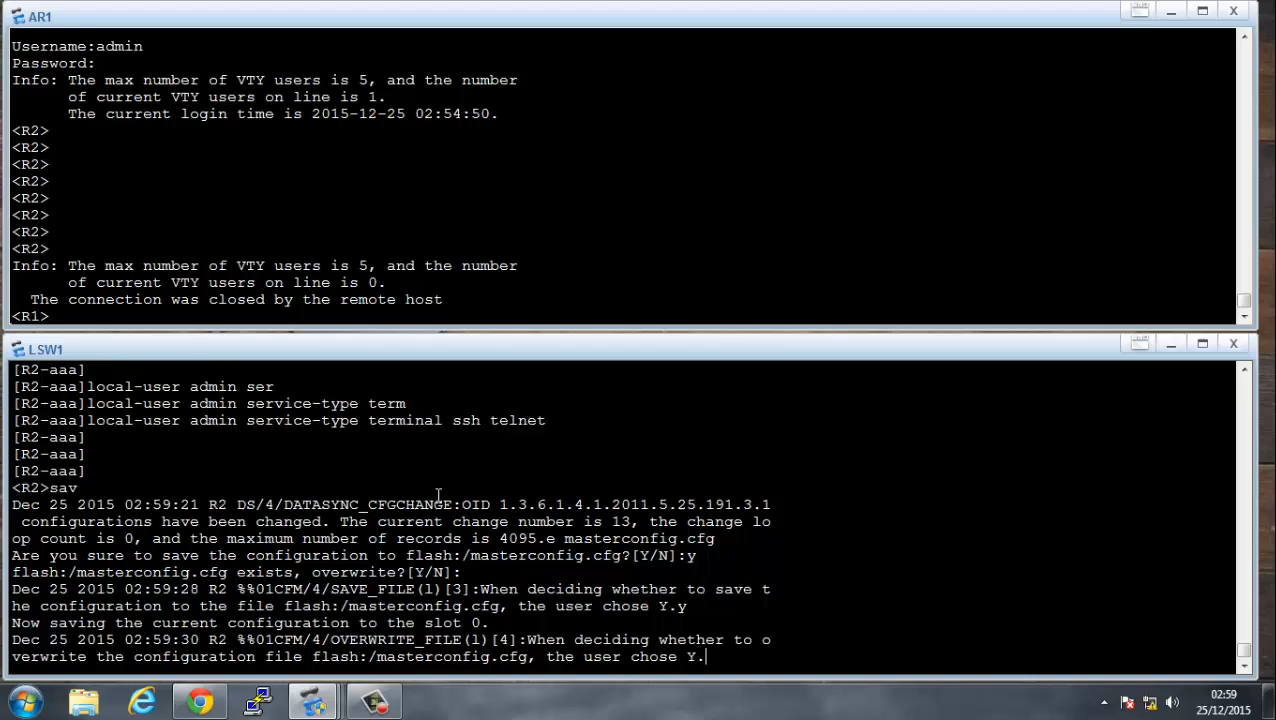 AR1
Username:admin
Password:
Info: The max number of VTY users is 5, and the number
of current VTY users on line is 1.
The current login time is 2015-12-25 02:54:50.
<R2>
<R2>
<R2>
<R2>
<R2>
<R2>
<R2>
<R2>
Info: The max number of VTY users is 5, and the number
of current VTY users on line is 0.
The connection was closed by the remote host
<R1>
LSW1
[R2-aaa]
[R2-aaa]local-user admin ser
[R2-aaa]local-user admin service-type term
[R2-aaa]local-user admin service-type terminal ssh telnet
[R2-aaa]
[R2-aaa]
[R2-aaa]
<R2>sav
Dec 25 2015 02:59:21 R2 DS/4/DATASYNC_CFGCHANGE:OID 1.3.6.1.4.1.2011.5.25.191.3.1
configurations have been changed. The current change number is 13, the change lo
op count is 0, and the maximum number of records is 4095.e masterconfig.cfg
Are you sure to save the configuration to flash:/masterconfig.cfg?[Y/N]:y
flash:/masterconfig.cfg exists, overwrite?[Y/N]:
Dec 25 2015 02:59:28 R2 %%01CFM/4/SAVE_FILE(l)[3]:When deciding whether to save t
he configuration to the file flash:/masterconfig.cfg, the user chose Y.y
Now saving the current configuration to the slot 0.
Dec 25 2015 02:59:30 R2 %%01CFM/4/OVERWRITE_FILE(l)[4]:When deciding whether to o
verwrite the configuration file flash:/masterconfig.cfg, the user chose Y.
02:59
25/12/2015